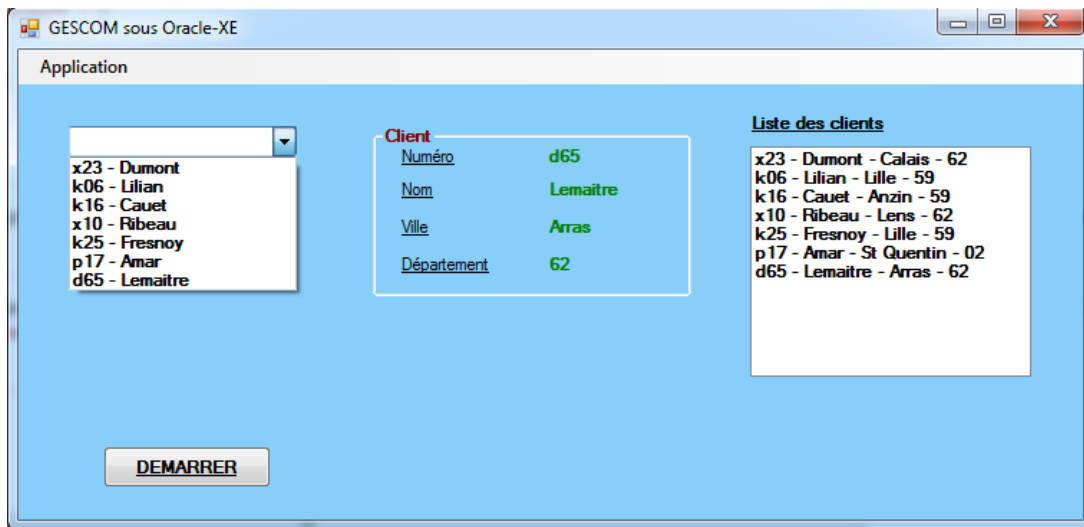 GESCOM sous Oracle-XE
Application
x23 - Dumont
k06 - Lilian
k16 - Cauet
x10 - Ribeau
k25 - Fresnoy
p17 - Amar
d65 - Lemaitre
Client
Numéro d65
Nom Lemaitre
Ville Arras
Département 62
Liste des clients
x23 - Dumont - Calais - 62
k06 - Lilian - Lille - 59
k16 - Cauet - Anzin - 59
x10 - Ribeau - Lens - 62
k25 - Fresnoy - Lille - 59
p17 - Amar - St Quentin - 02
d65 - Lemaitre - Arras - 62
DEMARRER